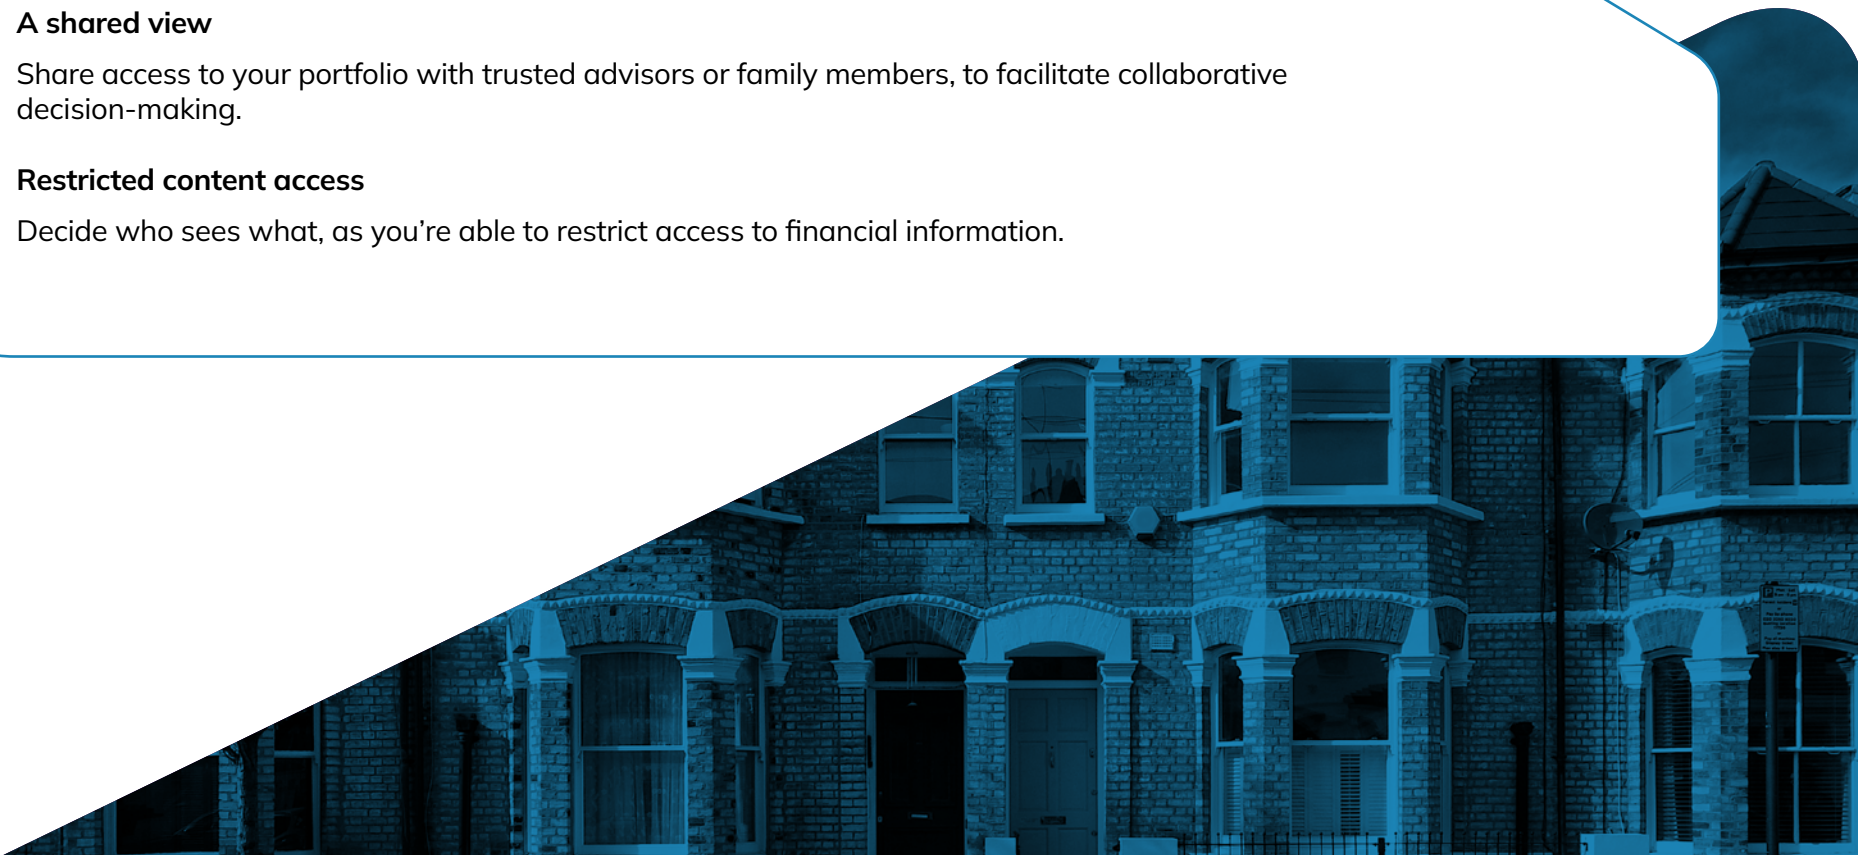 A shared view
Share access to your portfolio with trusted advisors or family members, to facilitate collaborative
decision-making.
Restricted content access
Decide who sees what, as you’re able to restrict access to financial information.